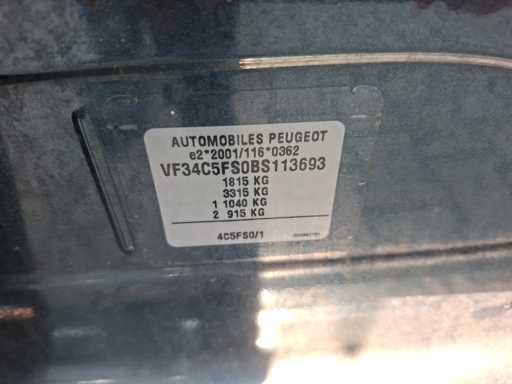 AUTOMOBILES PEUGEOT
e2*2001/116*0362
VF34C5FS0BS113693
1815 KG
3315 KG
1 1040 KG
2 915 KG
4C5FS0/1